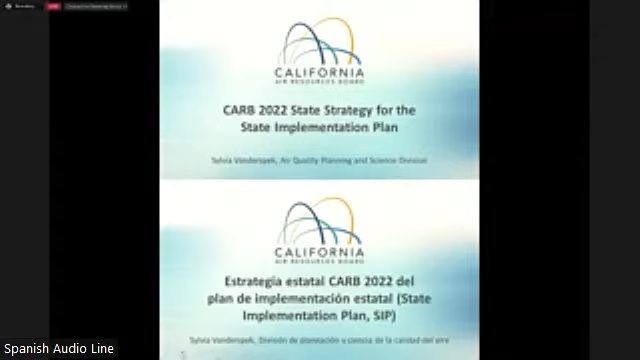 CALIFORNIA
AIR RESOURCES BOARD
CARB 2022 State Strategy for the
State Implementation Plan
Sylvia Vanderspek, Air Quality Planning and Science Division
CALIFORNIA
AIR RESOURCES BOARD
Estrategia estatal CARB 2022 del
plan de implementación estatal (State
Implementation Plan, SIP)
Sylvia Vanderspek, División de planeación y ciencia de la calidad del aire
Spanish Audio Line